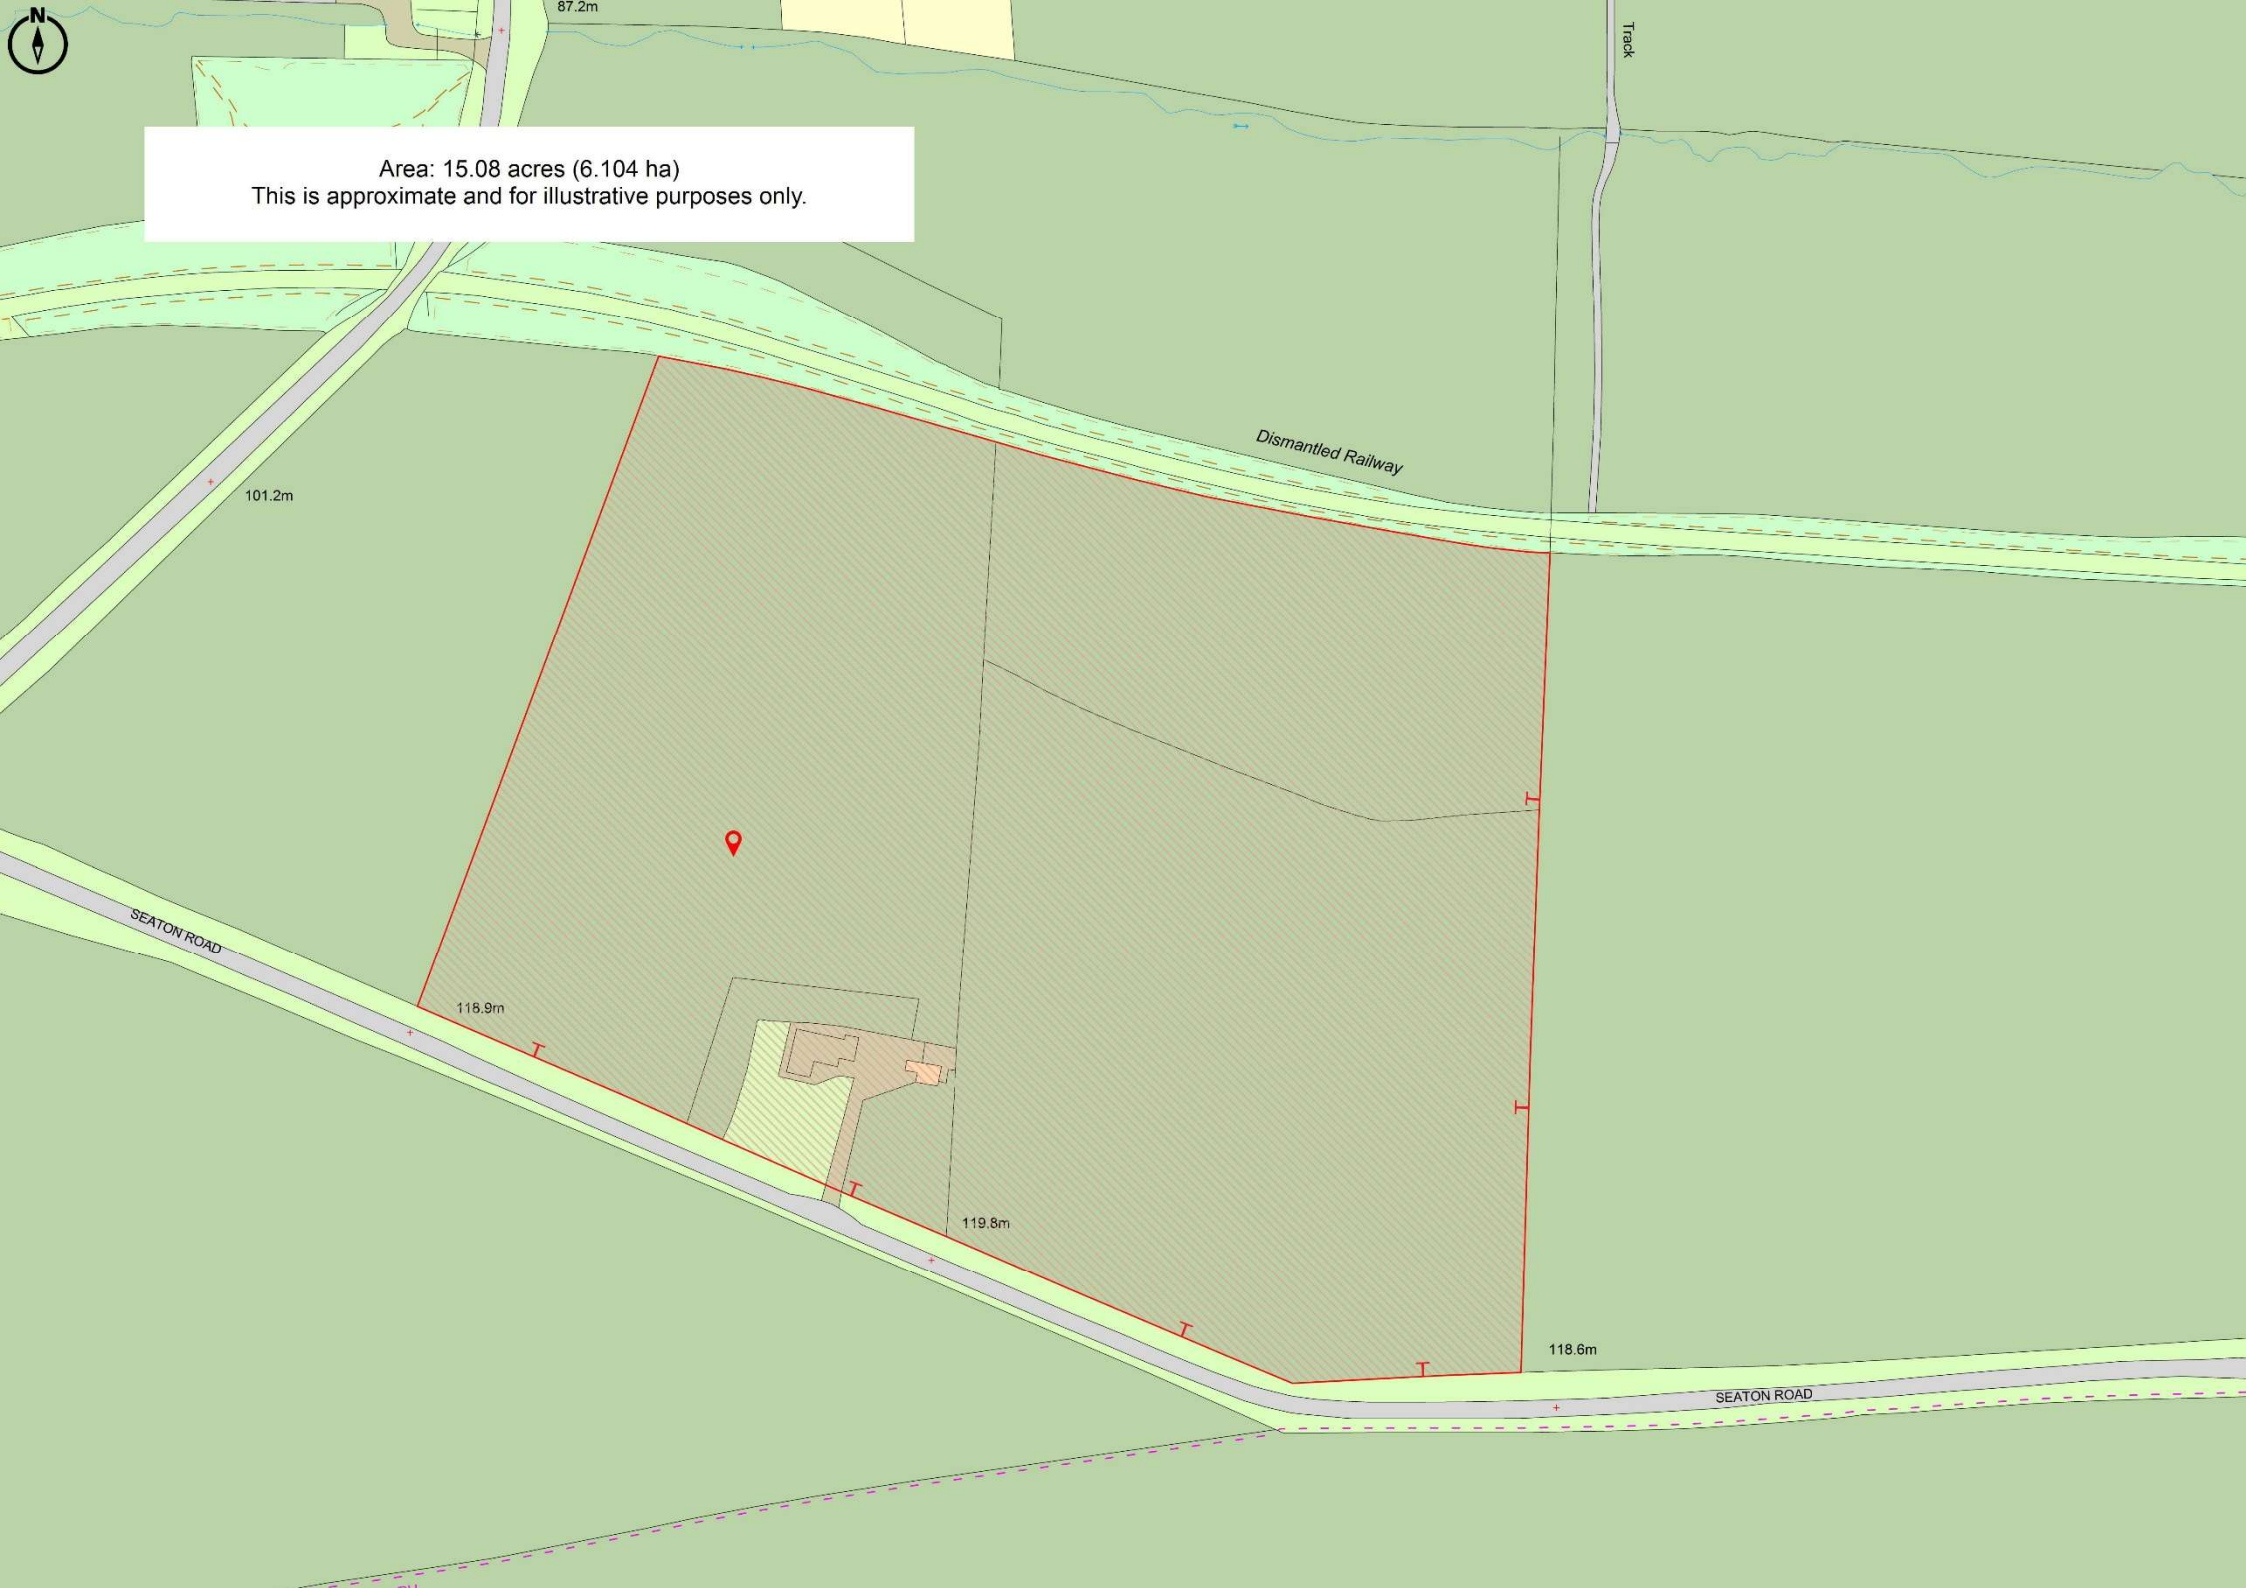 N
87.2m
Track
Area: 15.08 acres (6.104 ha)
This is approximate and for illustrative purposes only.
Dismantled Railway
101.2m
SEATON ROAD
118.9m
119.8m
118.6m
SEATON ROAD